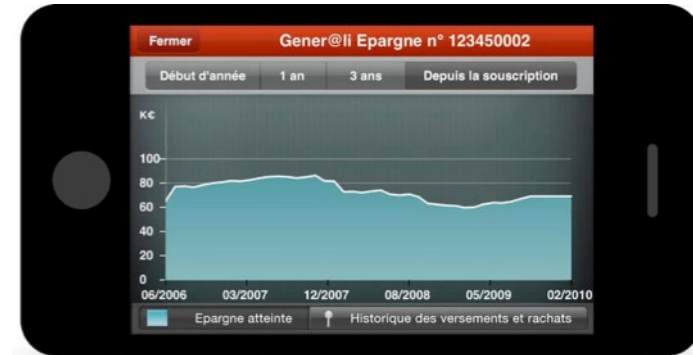 Fermer Gener@li Epargne n° 123450002
Début d'année 1 an 3 ans Depuis la souscription
K€
100
80
60
40
20
0
06/2006 03/2007 12/2007 08/2008 05/2009 02/2010
Epargne atteinte Historique des versements et rachats